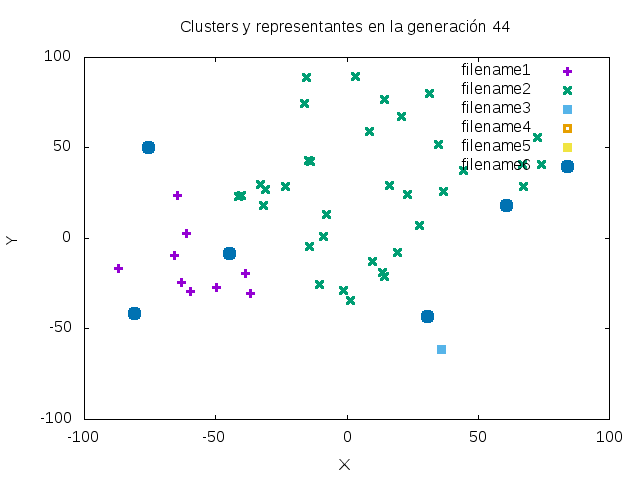 Clusters y representantes en la generación 44
100
50
0
-50
-100
-100
-50
0
50
100
Y
X
filename1
filename2
filename3
filename4
filename5
filename6